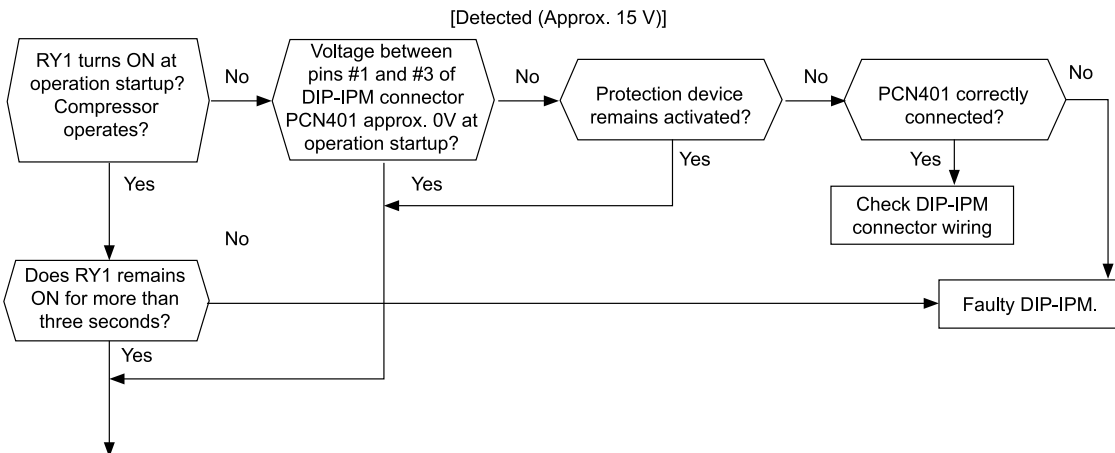 [Detected (Approx. 15 V)]
RY1 turns ON at
operation startup?
Compressor
operates?
No
Voltage between
pins #1 and #3 of
DIP-IPM connector
PCN401 approx. 0V at
operation startup?
No
Protection device
remains activated?
No
PCN401 correctly
connected?
No
Yes
Yes
Yes
Yes
Check DIP-IPM
connector wiring
No
Does RY1 remains
ON for more than
three seconds?
Faulty DIP-IPM.
Yes